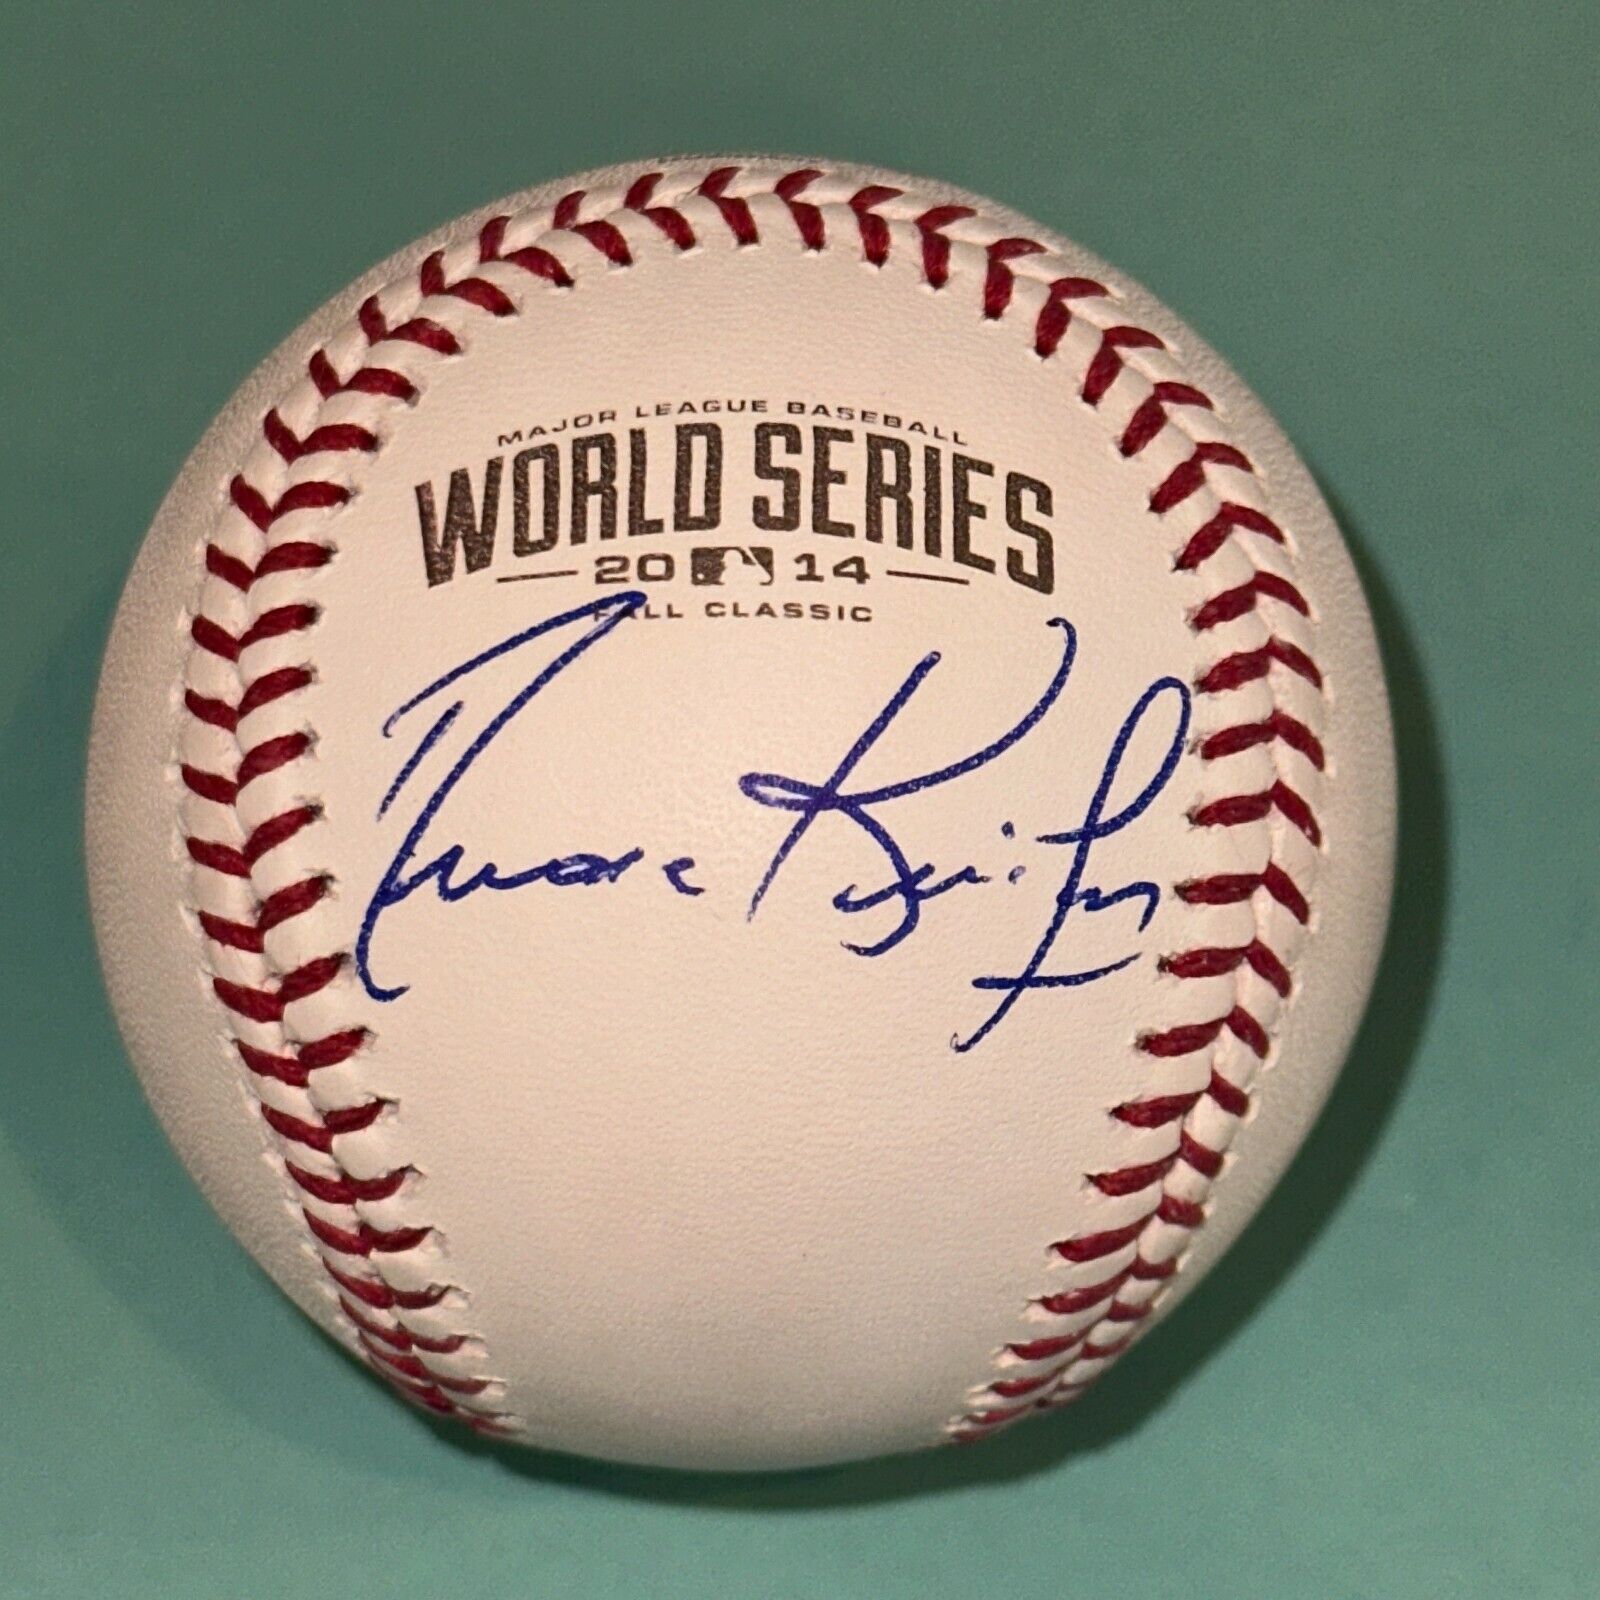 MAJOR LEAGUE BASEBALL
WORLD SERIES
20 14
FALL CLASSIC